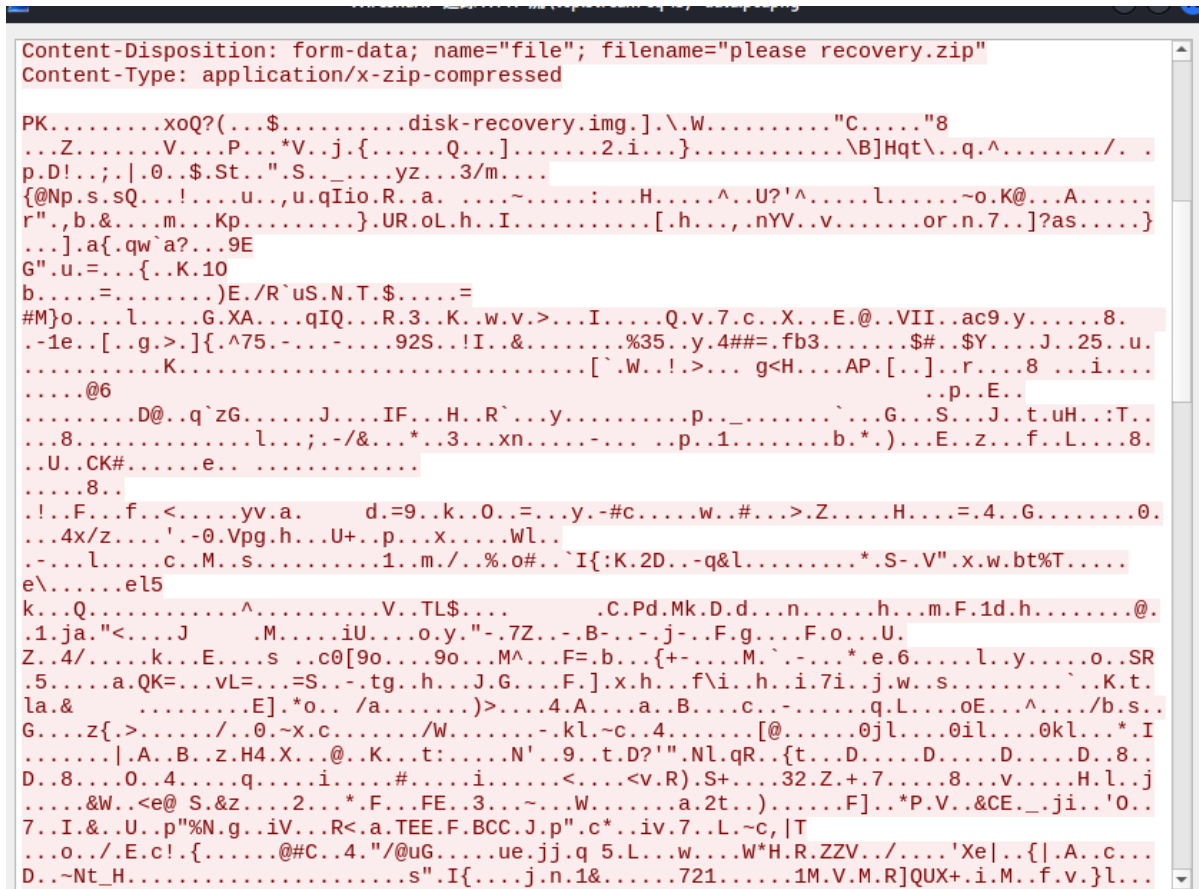 Content-Disposition: form-data; name="file"; filename="please recovery.zip"
Content-Type: application/x-zip-compressed
PK.........xoQ?(...$..........disk-recovery.img.].\.W.........."C....."8
...Z.......V....P...*V..j.{......Q...].......2.i...}............\B]Hqt\..q.^......../.
p.D!..;.|.0..$.St..".S.._....yz...3/m....
{@Np.s.sQ...!....u..,u.qIio.R..a. ....~.....:...H.....^..U?'^.....l......~o.K@...A......
r".,b.&....m...Kp.........}.UR.oL.h..I............[.h...,.nYV..v.......or.n.7..]?as.....}
...].a{.qw`a?...9E
G".u.=...{..K.1O
b.....=........)E./R`uS.N.T.$.....=
#M}o....l.....G.XA....qIQ...R.3..K..w.v.>...I.....Q.v.7.c..X...E.@..VII..ac9.y......8.
.-1e..[..g.>.]{.^75.-...-....92S..!I..&........%35..y.4##=.fb3.......$#..$Y....J..25..u.
...........K................................[`.W..!.>... g<H....AP.[..]..r....8 ...i....
.....@6 ..p..E..
.........D@..q`zG.......J....IF...H..R`...y..........p.._........`...G...S...J..t.uH..:T..
...8..............l...;.-/&...*..3...xn.....-... ..p..1........b.*.)...E..z...f..L....8.
..U..CK#......e.. .............
.....8..
.!..F...f..<.....yv.a. d.=9..k..O..=...y.-#c.....w..#...>.Z.....H....=.4..G........0.
...4x/z....'.-0.Vpg.h...U+..p...x.....Wl..
.-...l.....c..M..s..........1..m./..%.o#..`I{:K.2D..-q&l.........*.S-.V".x.w.bt%T.....
e\......el5
k...Q............^..........V..TL$.... .C.Pd.Mk.D.d...n......h...m.F.1d.h........@.
.1.ja."<....J .M.....iU....o.y."-.7Z..-.B-..-.j-..F.g....F.o...U.
Z..4/.....k...E....s ..c0[9o....9o...M^...F=.b...{+-....M.`.-...*.e.6.....l..y.....o..SR
.5.....a.QK=...vL=...=S..-.tg..h...J.G....F.].x.h...f\i..h..i.7i..j.w..s.........`..K.t.
la.& .........E].*o.. /a.......)>....4.A....a..B....c..-......q.L....oE...^..../b.s..
G....z{.>....../..0.~x.c......../W.......-.kl.~c..4.......[@......0jl....0il....0kl...*.I
.......|.A..B..z.H4.X...@..K...t:.....N'..9..t.D?'".Nl.qR..{t...D.....D.....D.....D..8..
D..8....O..4.....q.....i.....#.....i......<....<v.R).S+....32.Z.+.7.....8...v.....H.l..j
.....&W..<e@ S.&z....2...*.F...FE..3...~...W.......a.2t..).......F]..*P.V..&CE._.ji..'O..
7..I.&..U..p"%N.g..iV...R<.a.TEE.F.BCC.J.p".c*..iv.7..L.~c,|T
...o../.E.c!.{......@#C..4."/@uG.....ue.jj.q 5.L...w....W*H.R.ZZV../....'Xe|..{|.A..c...
D..~Nt_H......................s".I{....j.n.1&......721......1M.V.M.R]QUX+.i.M..f.v.}l...